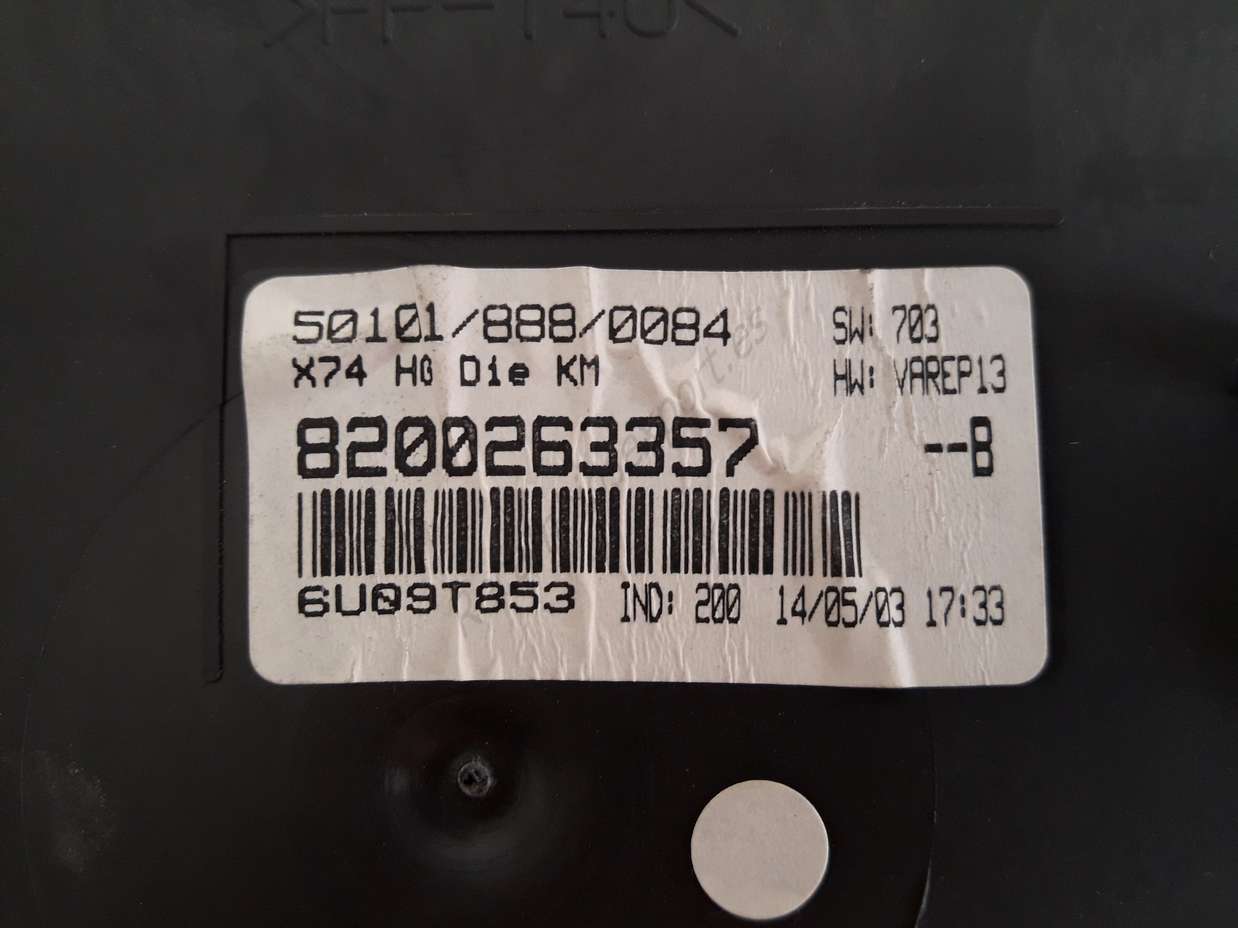 50101/888/0084 SW: 703
X74 HG Die KM HW: VAREP13
8200263357 --B
6U09T853 IND: 200 14/05/03 17:33